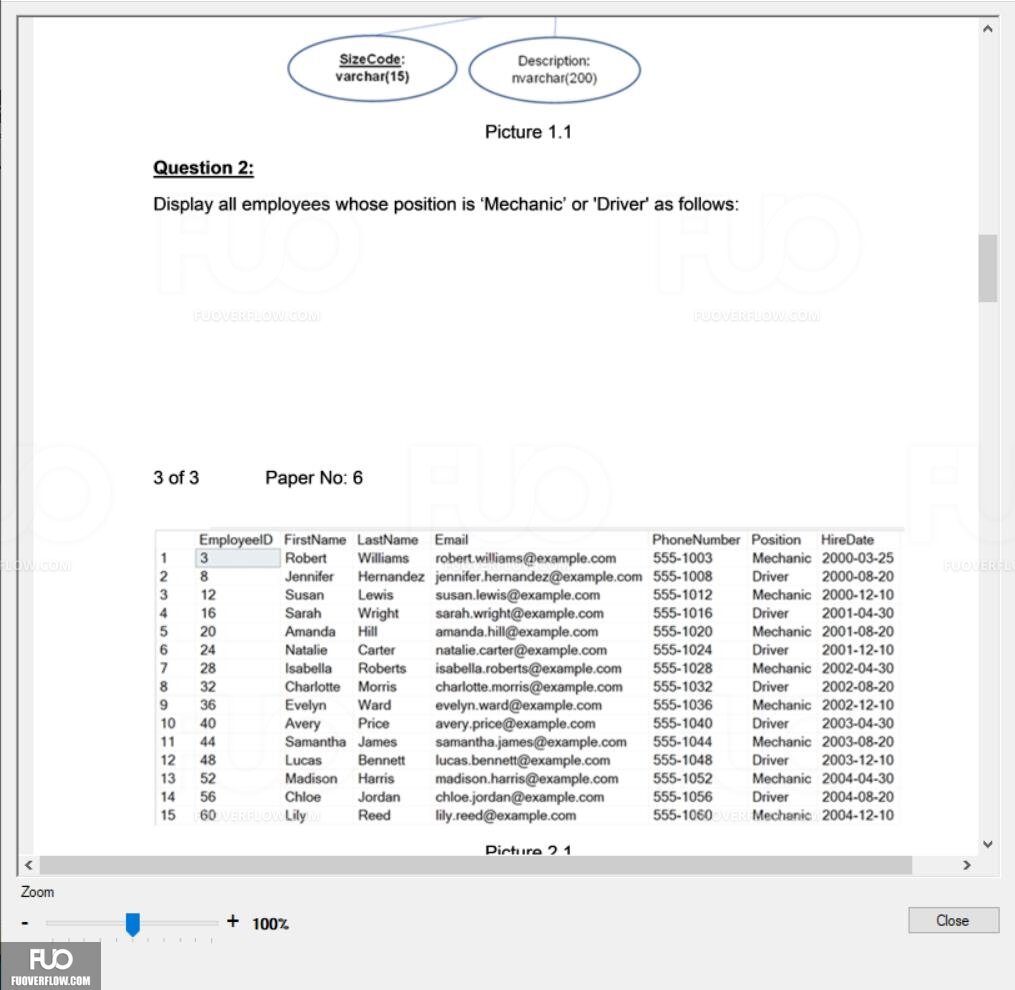 SizeCode:
varchar(15)
Description:
nvarchar(200)
Picture 1.1
Question 2:
Display all employees whose position is ‘Mechanic’ or 'Driver' as follows:
FUO
FUO
FUOVERFLOW.COM
FUOVERFLOW.COM
3 of 3 Paper No: 6
FUO
EmployeeID FirstName LastName Email PhoneNumber Position HireDate
1 3 Robert Williams robert.williams@example.com 555-1003 Mechanic 2000-03-25
2 8 Jennifer Hernandez jennifer.hernandez@example.com 555-1008 Driver 2000-08-20
3 12 Susan Lewis susan.lewis@example.com 555-1012 Mechanic 2000-12-10
4 16 Sarah Wright sarah.wright@example.com 555-1016 Driver 2001-04-30
5 20 Amanda Hill amanda.hill@example.com 555-1020 Mechanic 2001-08-20
6 24 Natalie Carter natalie.carter@example.com 555-1024 Driver 2001-12-10
7 28 Isabella Roberts isabella.roberts@example.com 555-1028 Mechanic 2002-04-30
8 32 Charlotte Morris charlotte.morris@example.com 555-1032 Driver 2002-08-20
9 36 Evelyn Ward evelyn.ward@example.com 555-1036 Mechanic 2002-12-10
10 40 Avery Price avery.price@example.com 555-1040 Driver 2003-04-30
11 44 Samantha James samantha.james@example.com 555-1044 Mechanic 2003-08-20
12 48 Lucas Bennett lucas.bennett@example.com 555-1048 Driver 2003-12-10
13 52 Madison Harris madison.harris@example.com 555-1052 Mechanic 2004-04-30
14 56 Chloe Jordan chloe.jordan@example.com 555-1056 Driver 2004-08-20
15 60 Lily Reed lily.reed@example.com 555-1060 Mechanic 2004-12-10
Picture 2.1
Zoom
- + 100%
Close
FUO
FUOVERFLOW.COM